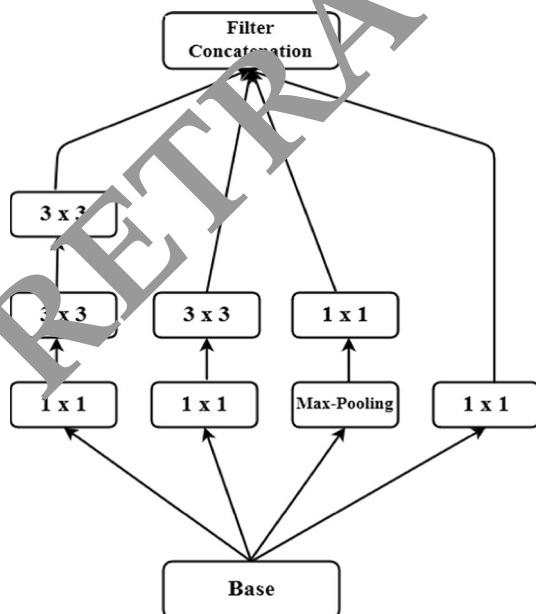 Filter
Concatenation
3 x 3
3 x 3
3 x 3
1 x 1
1 x 1
1 x 1
Max-Pooling
1 x 1
Base
RETRA